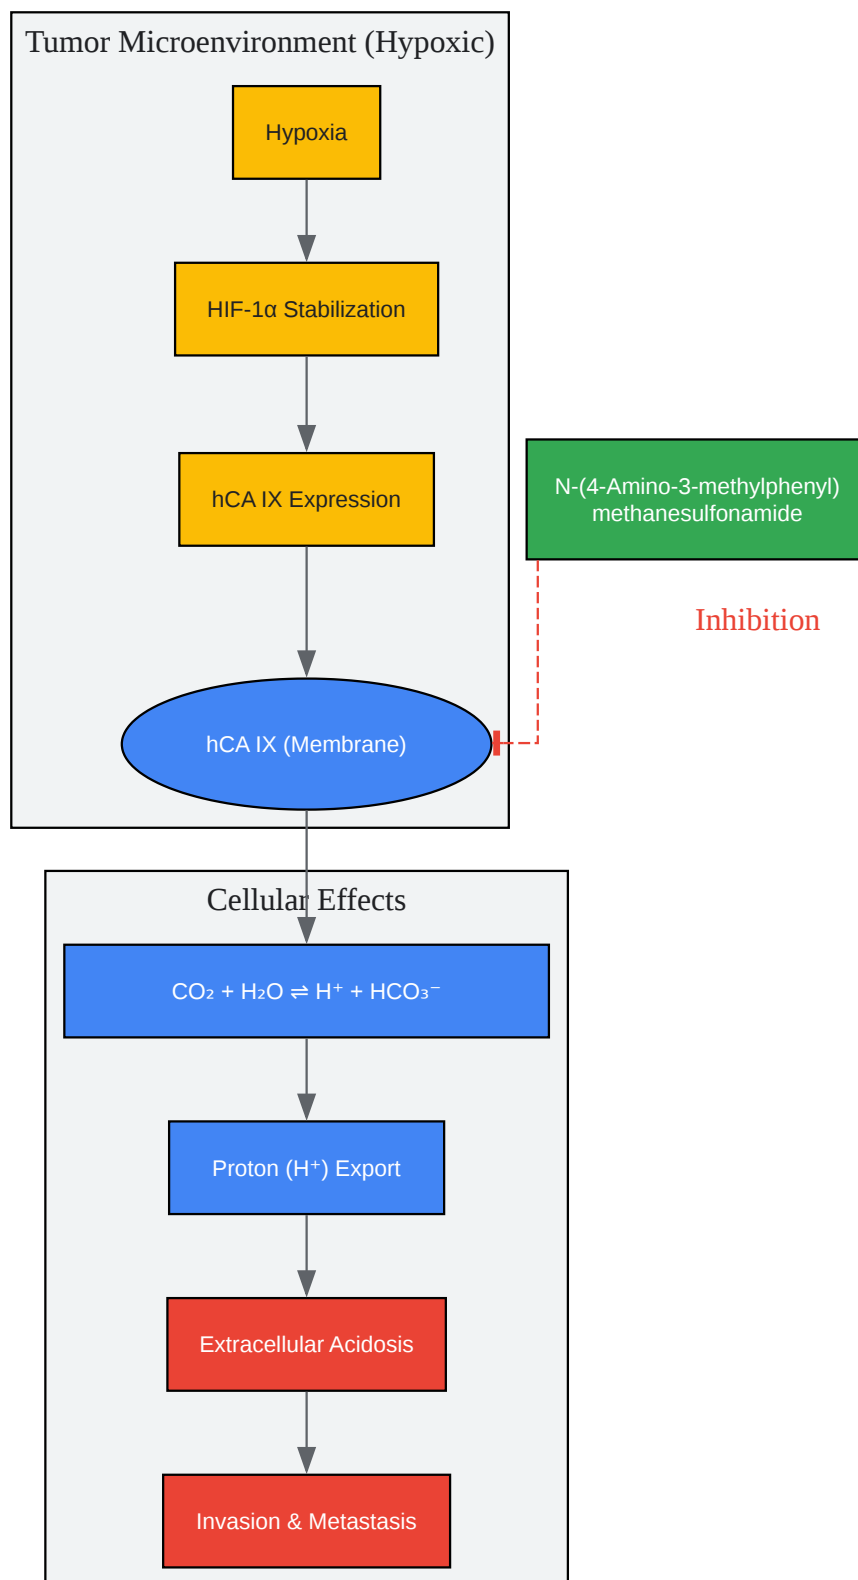 Tumor Microenvironment (Hypoxic)
Hypoxia
HIF-1α Stabilization
hCA IX Expression
N-(4-Amino-3-methylphenyl)
methanesulfonamide
Inhibition
hCA IX (Membrane)
Cellular Effects
CO₂ + H₂O ⇌ H⁺ + HCO₃⁻
Proton (H⁺) Export
Extracellular Acidosis
Invasion & Metastasis